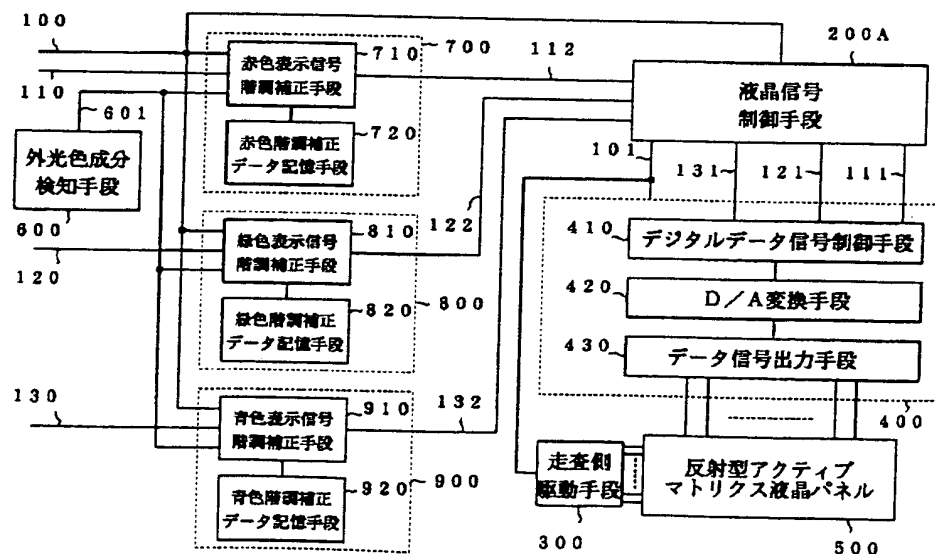 100
110
601
外光色成分
検知手段
600
120
130
710
700
赤色表示信号
階調補正手段
720
赤色階調補正
データ記憶手段
112
810
緑色表示信号
階調補正手段
122
820
800
緑色階調補正
データ記憶手段
910
青色表示信号
階調補正手段
132
920
900
青色階調補正
データ記憶手段
200A
液晶信号
制御手段
101
131
121
111
410
デジタルデータ信号制御手段
420
D/A変換手段
430
データ信号出力手段
400
走査側
駆動手段
300
反射型アクティブ
マトリクス液晶パネル
500